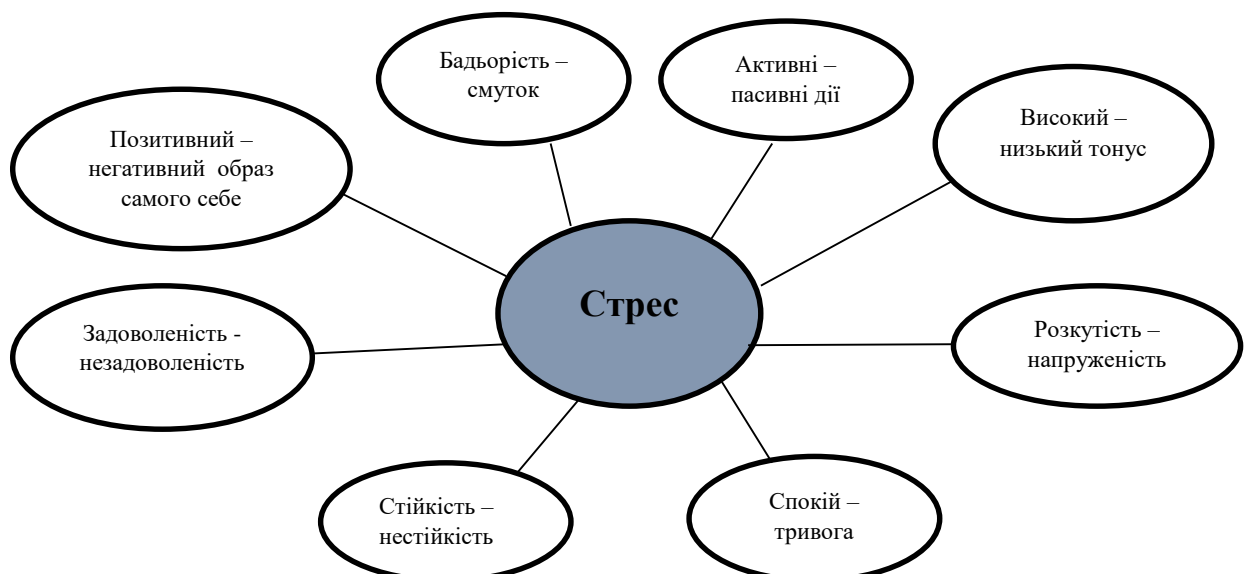 Бадьорість –
смуток
Активні –
пасивні дії
Високий –
низький тонус
Позитивний –
негативний образ
самого себе
Стрес
Задоволеність -
незадоволеність
Розкутість –
напруженість
Стійкість –
нестійкість
Спокій –
тривога